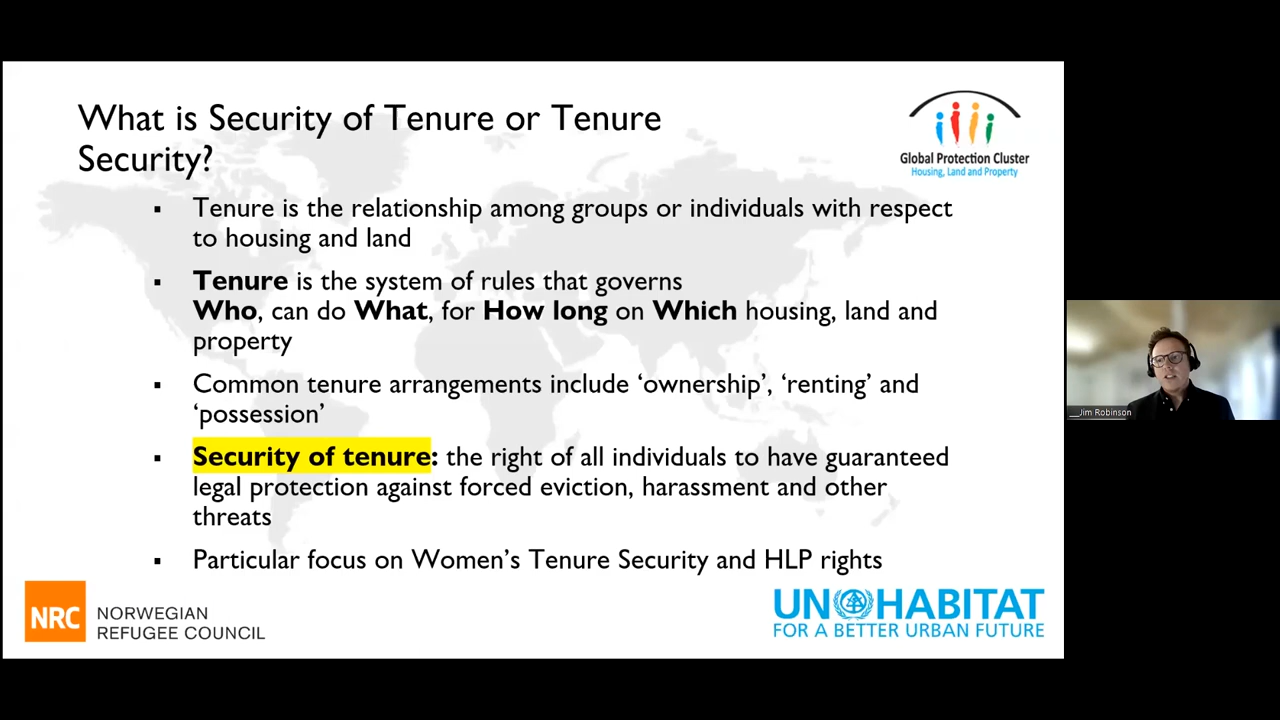 What is Security of Tenure or Tenure
Security?
Global Protection Cluster
Housing, Land and Property
▪ Tenure is the relationship among groups or individuals with respect
to housing and land
▪ Tenure is the system of rules that governs
Who, can do What, for How long on Which housing, land and
property
▪ Common tenure arrangements include ‘ownership’, ‘renting’ and
‘possession’
▪ Security of tenure: the right of all individuals to have guaranteed
legal protection against forced eviction, harassment and other
threats
▪ Particular focus on Women’s Tenure Security and HLP rights
NRC
NORWEGIAN
REFUGEE COUNCIL
UN HABITAT
FOR A BETTER URBAN FUTURE
__Jim Robinson